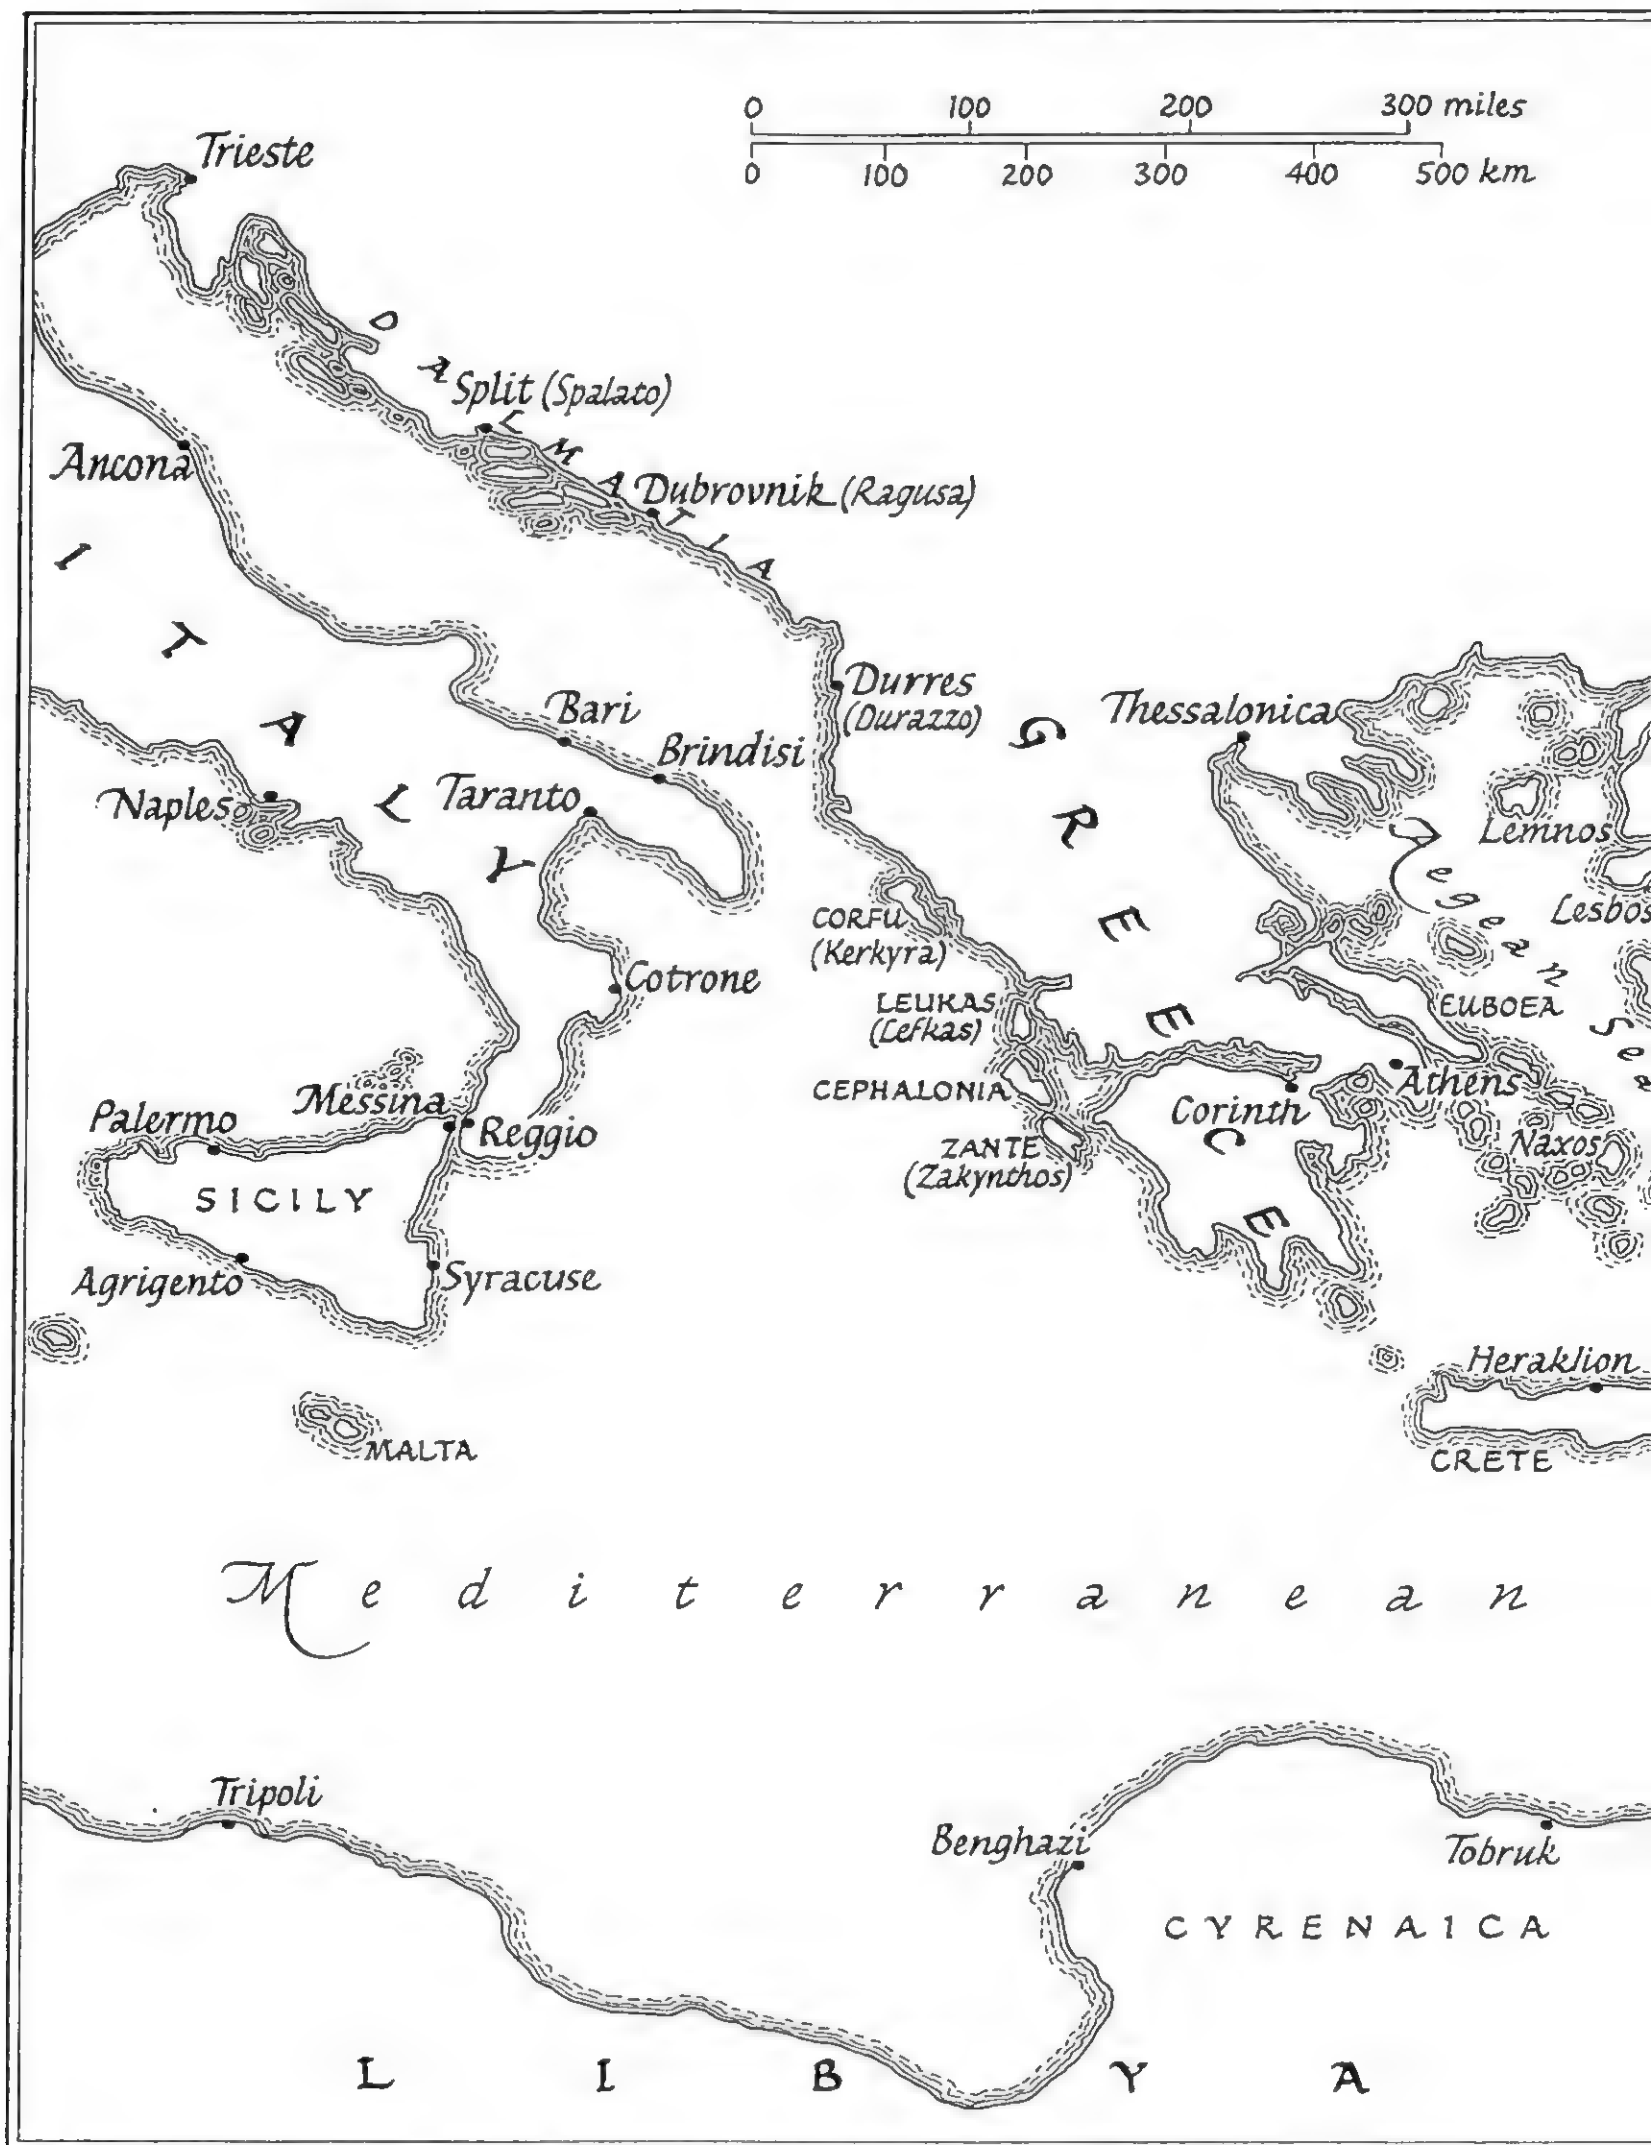 0 100 200 300 miles
0 100 200 300 400 500 km
Trieste
DALMATIA
Split (Spalato)
Ancona
Dubrovnik (Ragusa)
ITALY
Durres
(Durazzo)
GREECE
Thessalonica
Bari
Brindisi
Naples
Taranto
Lemnos
Aegean Sea
CORFU
(Kerkyra)
Lesbos
Cotrone
LEUKAS
(Lefkas)
EUBOEA
CEPHALONIA
Athens
Messina
Corinth
Palermo
Reggio
ZANTE
(Zakynthos)
Naxos
SICILY
Agrigento
Syracuse
Heraklion
MALTA
CRETE
Mediterranean
Tripoli
Benghazi
Tobruk
CYRENAICA
LIBYA